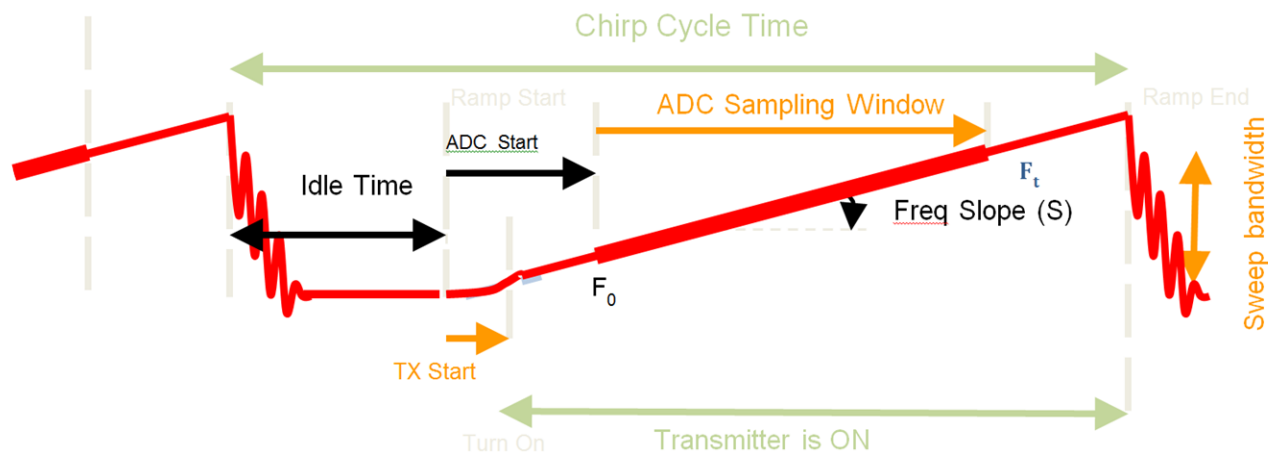 Chirp Cycle Time
Ramp Start
ADC Sampling Window
Ramp End
ADC Start
Idle Time
Fₜ
Freq Slope (S)
Sweep bandwidth
F₀
TX Start
Turn On
Transmitter is ON